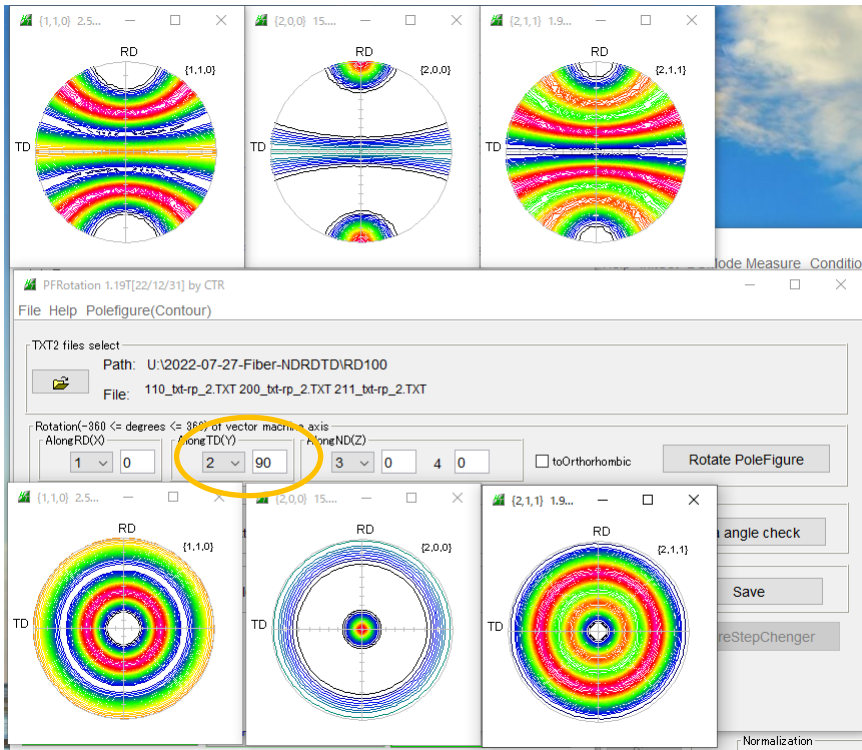 {1,1,0} 2.5...
{2,0,0} 15....
{2,1,1} 1.9...
RD
{1,1,0}
TD
RD
{2,0,0}
TD
RD
{2,1,1}
TD
Mode Measure Conditio
PFRotation 1.19T[22/12/31] by CTR
File Help Polefigure(Contour)
TXT2 files select
Path: U:\2022-07-27-Fiber-NDRDTD\RD100
File: 110_txt-rp_2.TXT 200_txt-rp_2.TXT 211_txt-rp_2.TXT
Rotation(-360 <= degrees <= 360) of vector machine axis
AlongRD(X)
AlongTD(Y)
AlongND(Z)
1 0
2 90
3 0 4 0
toOrthorhombic
Rotate PoleFigure
{1,1,0} 2.5...
{2,0,0} 15....
{2,1,1} 1.9...
RD
{1,1,0}
TD
RD
{2,0,0}
TD
RD
{2,1,1}
TD
angle check
Save
reStepChenger
Normalization